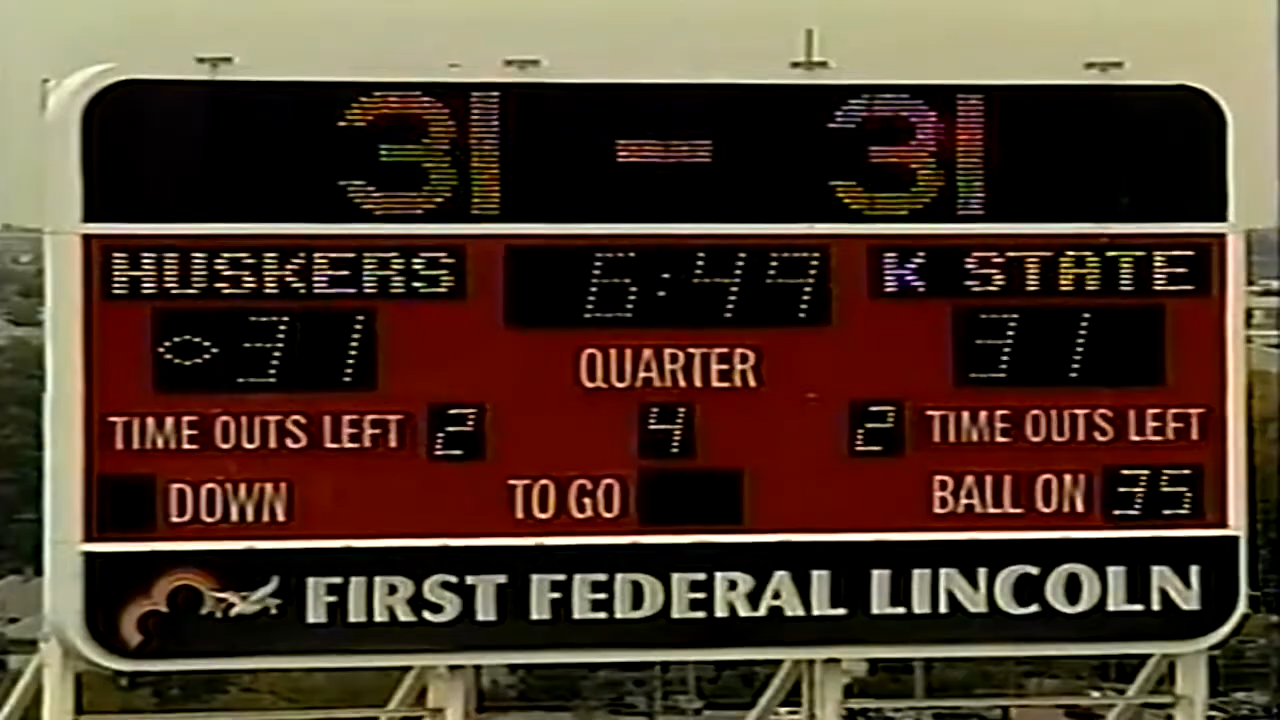 31 - 31
HUSKERS 6:49 K STATE
31 31
QUARTER
TIME OUTS LEFT 2 4 2 TIME OUTS LEFT
DOWN TO GO BALL ON 35
FIRST FEDERAL LINCOLN